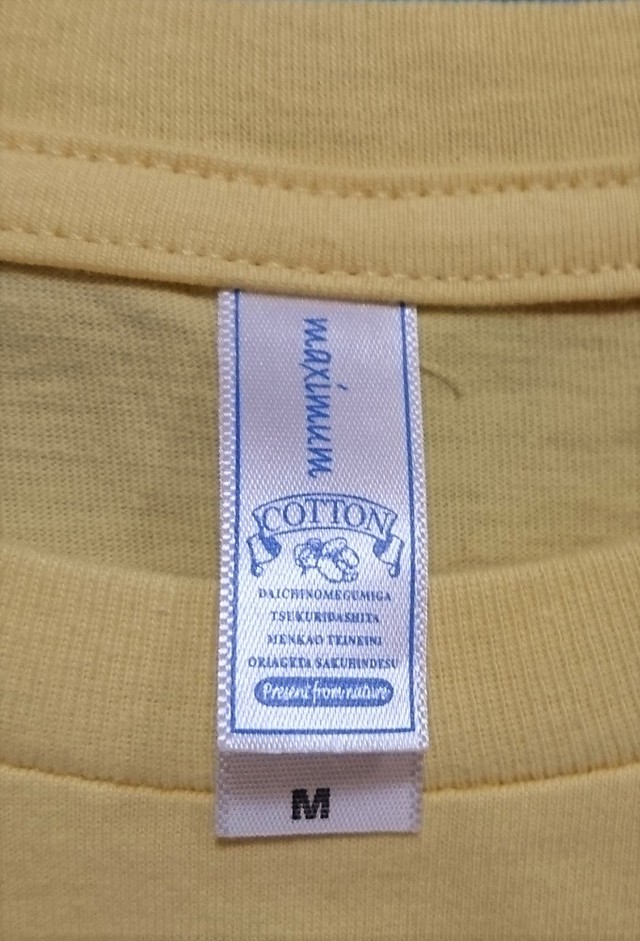 maximum
COTTON
DAICHINOMEGUMIGA
TSUKURIDASHITA
MENKAO TEINEINI
ORIAGETA SAKUHINDESU
Present from nature
M